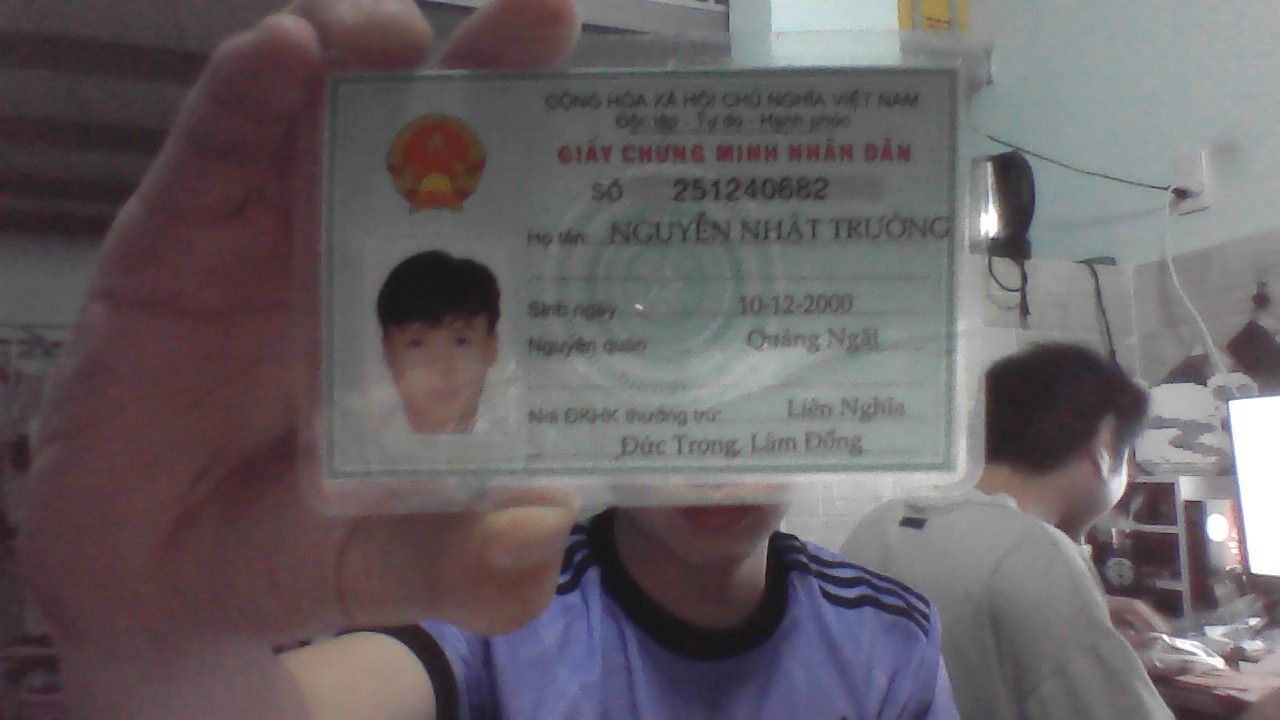 CỘNG HÒA XÃ HỘI CHỦ NGHĨA VIỆT NAM
Độc lập - Tự do - Hạnh phúc
GIẤY CHỨNG MINH NHÂN DÂN
SỐ 251240682
Họ tên: NGUYỄN NHẬT TRƯỜNG
Sinh ngày 10-12-2000
Nguyên quán Quảng Ngãi
Nơi ĐKHK thường trú: Liên Nghĩa
Đức Trọng, Lâm Đồng